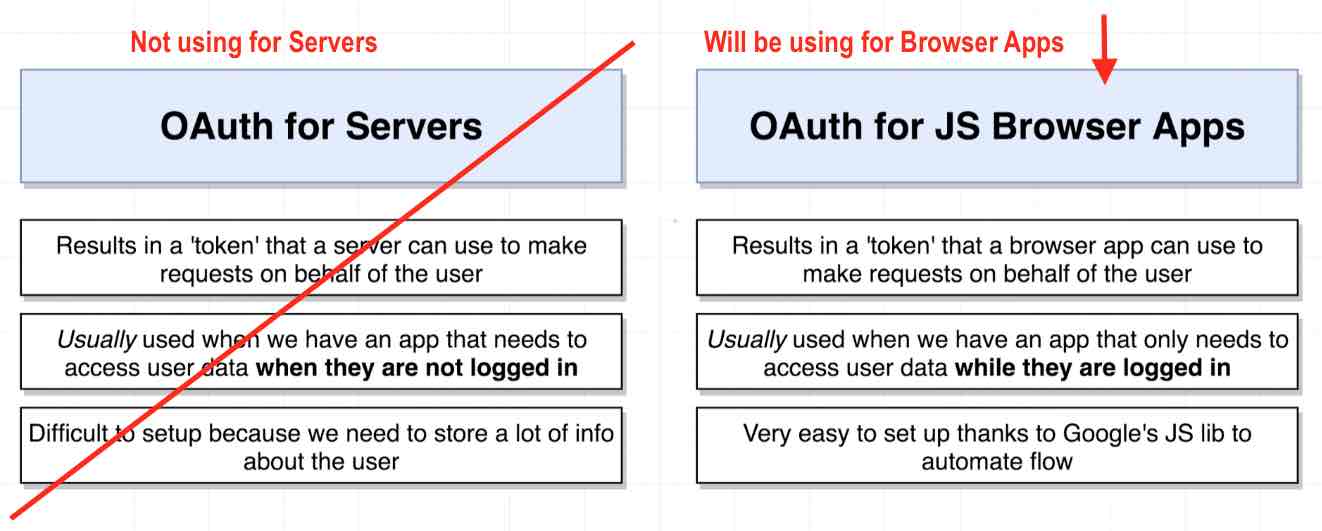 Not using for Servers
OAuth for Servers
Results in a 'token' that a server can use to make
requests on behalf of the user
Usually used when we have an app that needs to
access user data when they are not logged in
Difficult to setup because we need to store a lot of info
about the user
Will be using for Browser Apps
OAuth for JS Browser Apps
Results in a 'token' that a browser app can use to
make requests on behalf of the user
Usually used when we have an app that only needs to
access user data while they are logged in
Very easy to set up thanks to Google's JS lib to
automate flow